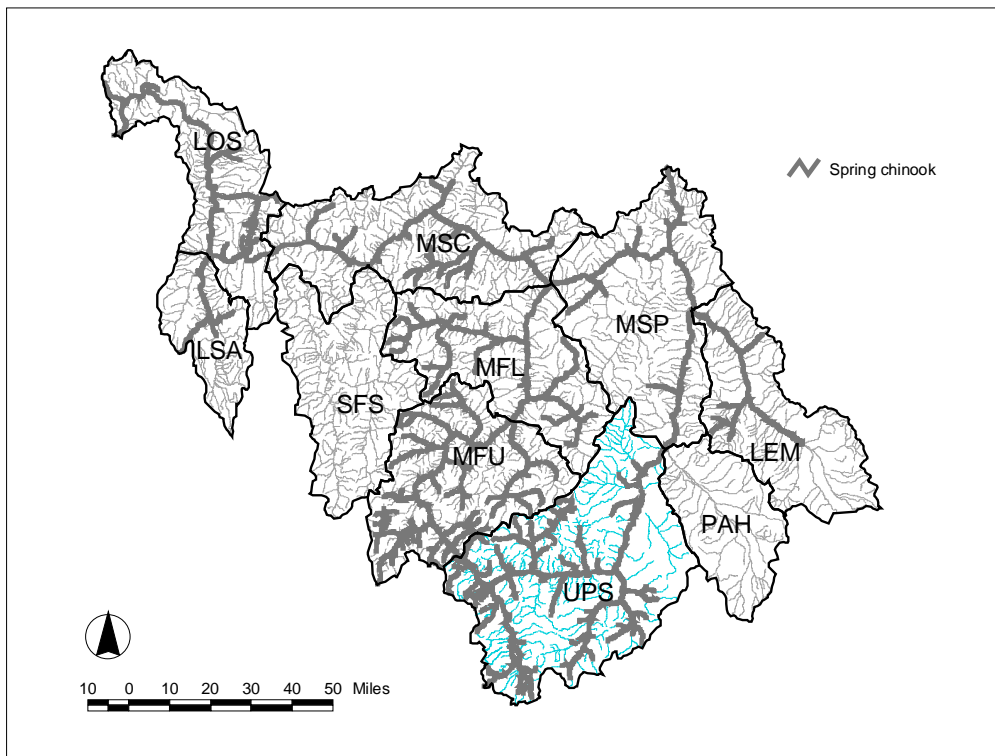 LOS
Spring chinook
MSC
MSP
LSA
MFL
SFS
MFU
LEM
PAH
UPS
10 0 10 20 30 40 50 Miles